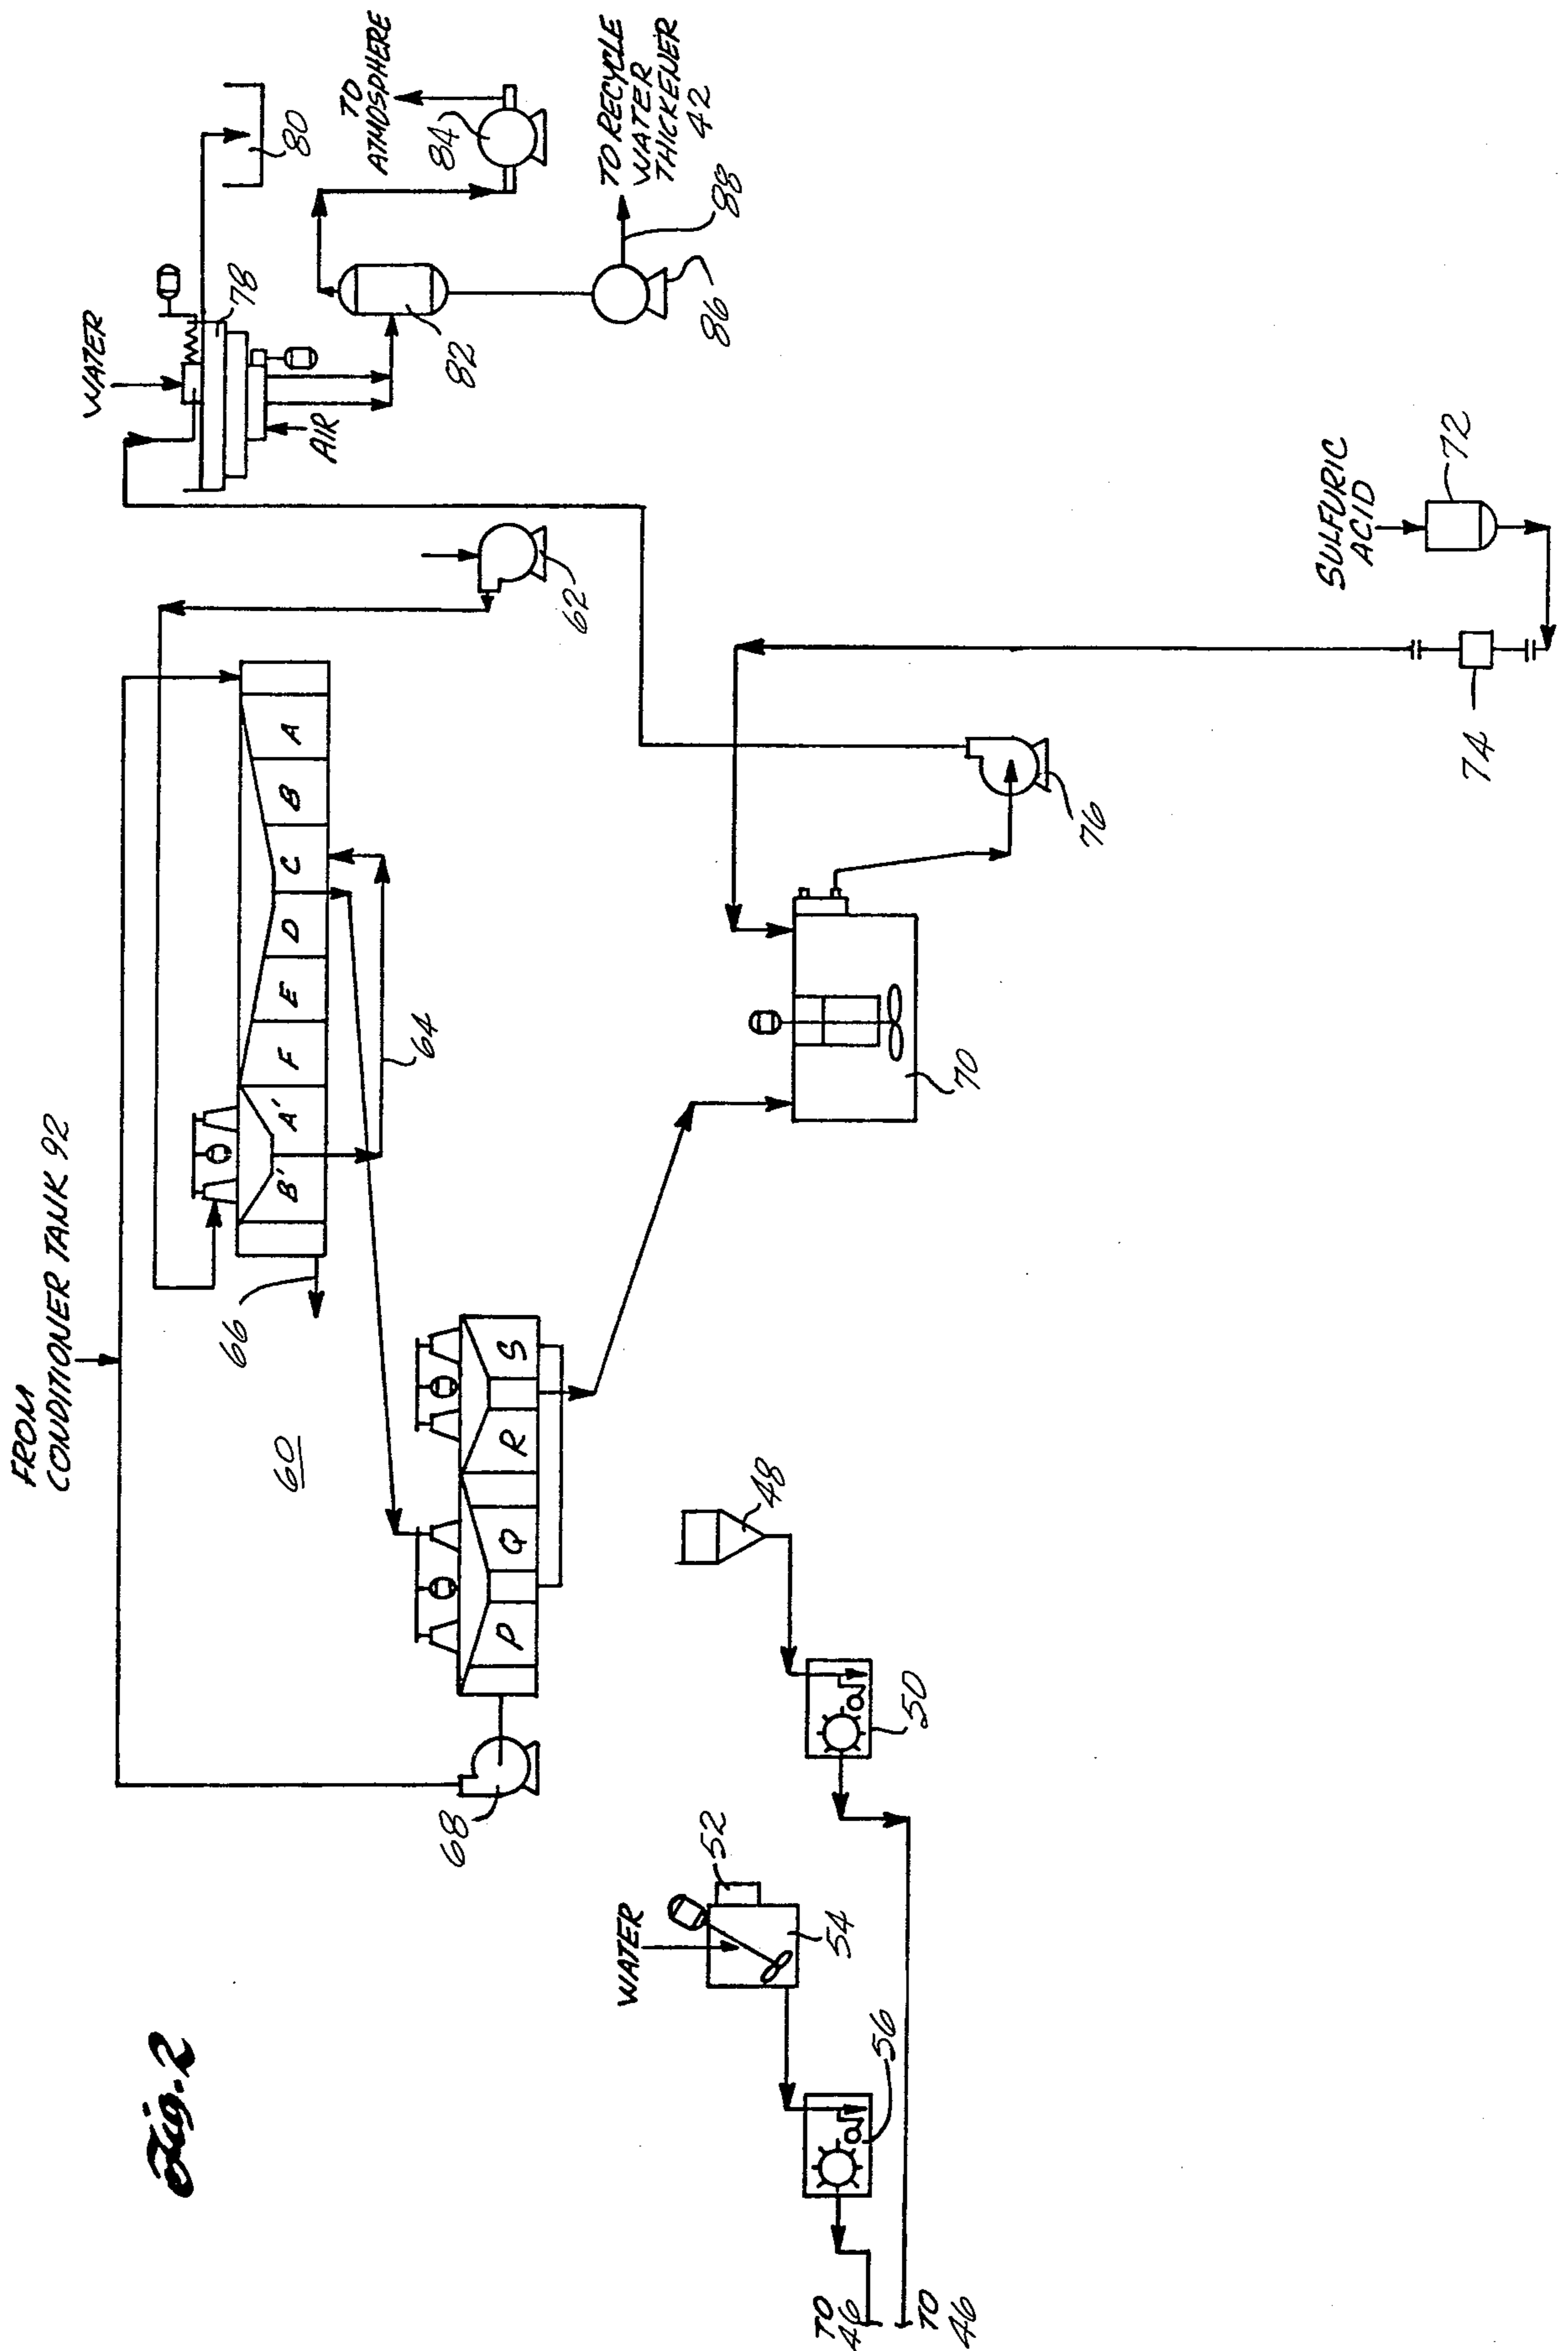 Fig. 2
FROM
CONDITIONER TANK 92
60
66
B'
A'
F
E
D
C
B
A
64
62
WATER
78
AIR
80
82
TO
ATMOSPHERE
84
86
88
TO RECYCLE
WATER
THICKENER
42
68
P
Q
R
S
70
76
SULFURIC
ACID
72
74
48
50
WATER
52
54
56
TO
46
TO
46